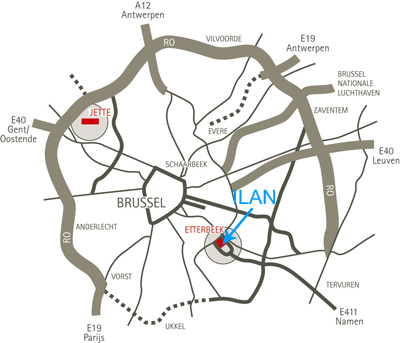 A12
Antwerpen
RO
VILVOORDE
E19
Antwerpen
BRUSSEL
NATIONALE
LUCHTHAVEN
JETTE
ZAVENTEM
E40
Gent/
Oostende
EVERE
E40
Leuven
SCHAARBEEK
RO
BRUSSEL
ILAN
ANDERLECHT
ETTERBEEK
RO
VORST
TERVUREN
UKKEL
E411
Namen
E19
Parijs